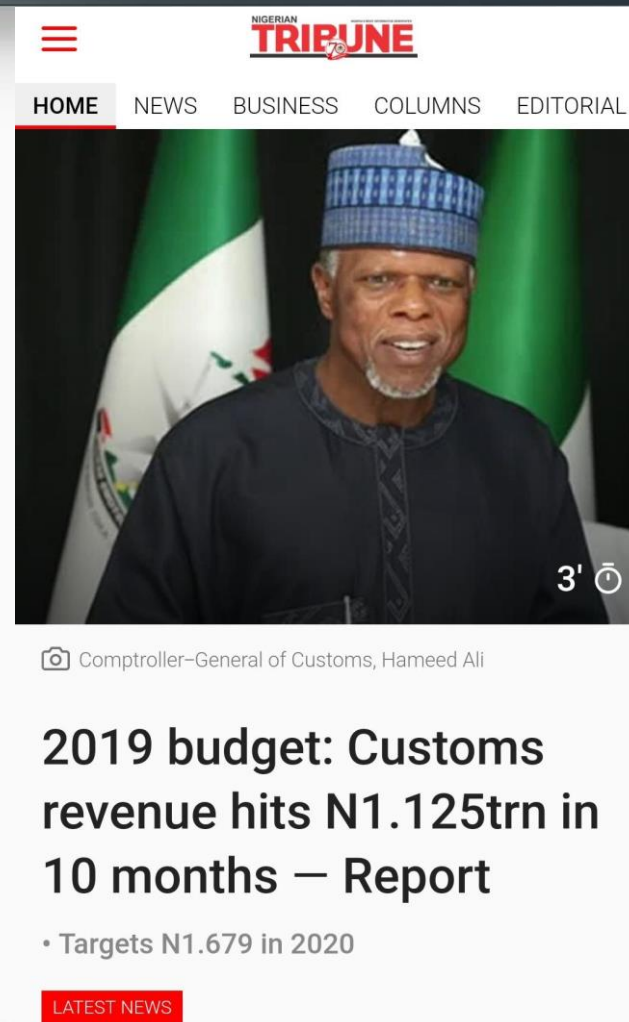 NIGERIAN
TRIBUNE
70
HOME NEWS BUSINESS COLUMNS EDITORIAL
3'
Comptroller–General of Customs, Hameed Ali
2019 budget: Customs
revenue hits N1.125trn in
10 months — Report
• Targets N1.679 in 2020
LATEST NEWS